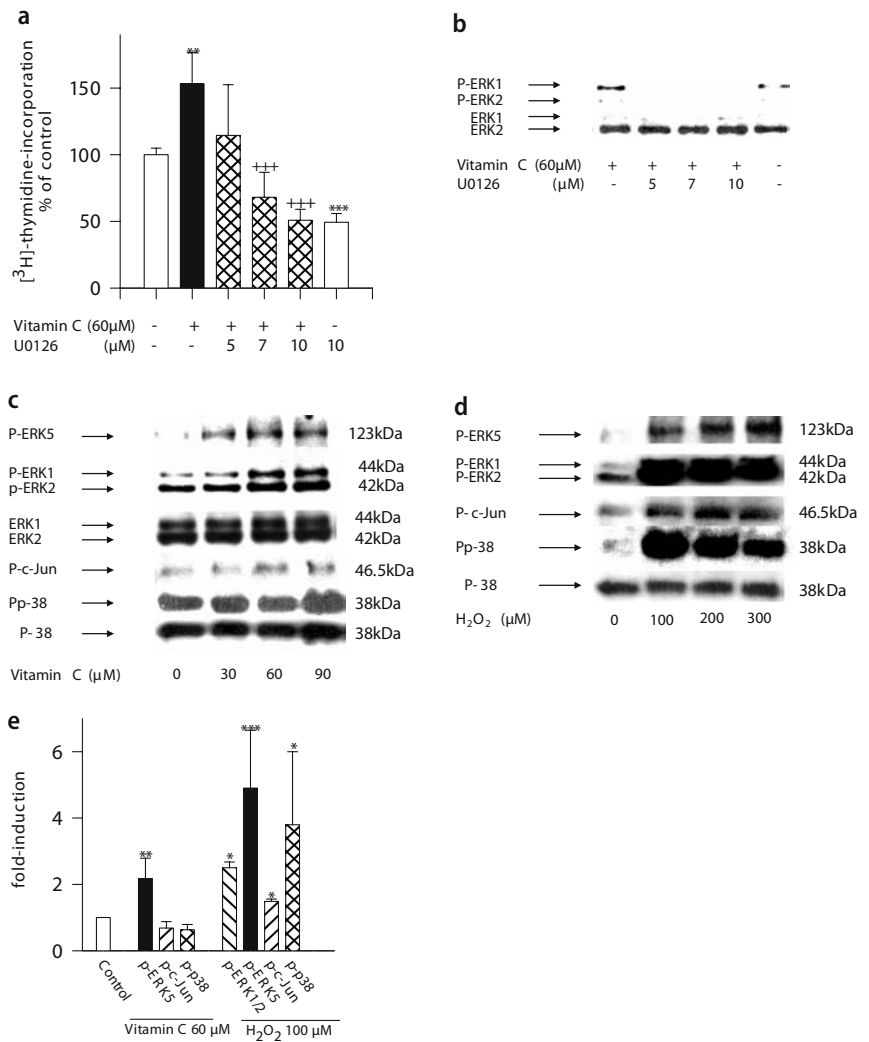 a
[³H]-thymidine-incorporation
% of control
150
100
50
0
**
+++
+++
***
Vitamin C (60µM) - + + + + -
U0126 (µM) - - 5 7 10 10
b
P-ERK1
P-ERK2
ERK1
ERK2
Vitamin C (60µM) + + + + -
U0126 (µM) - 5 7 10 -
c
P-ERK5 123kDa
P-ERK1 44kDa
p-ERK2 42kDa
ERK1 44kDa
ERK2 42kDa
P-c-Jun 46.5kDa
Pp-38 38kDa
P-38 38kDa
Vitamin C (µM) 0 30 60 90
d
P-ERK5 123kDa
P-ERK1 44kDa
P-ERK2 42kDa
P-c-Jun 46.5kDa
Pp-38 38kDa
P-38 38kDa
H₂O₂ (µM) 0 100 200 300
e
fold-induction
6
4
2
0
**
*
***
*
*
Control
p-ERK5
p-c-Jun
p-p38
p-ERK1/2
p-ERK5
p-c-Jun
p-p38
Vitamin C 60 µM
H₂O₂ 100 µM